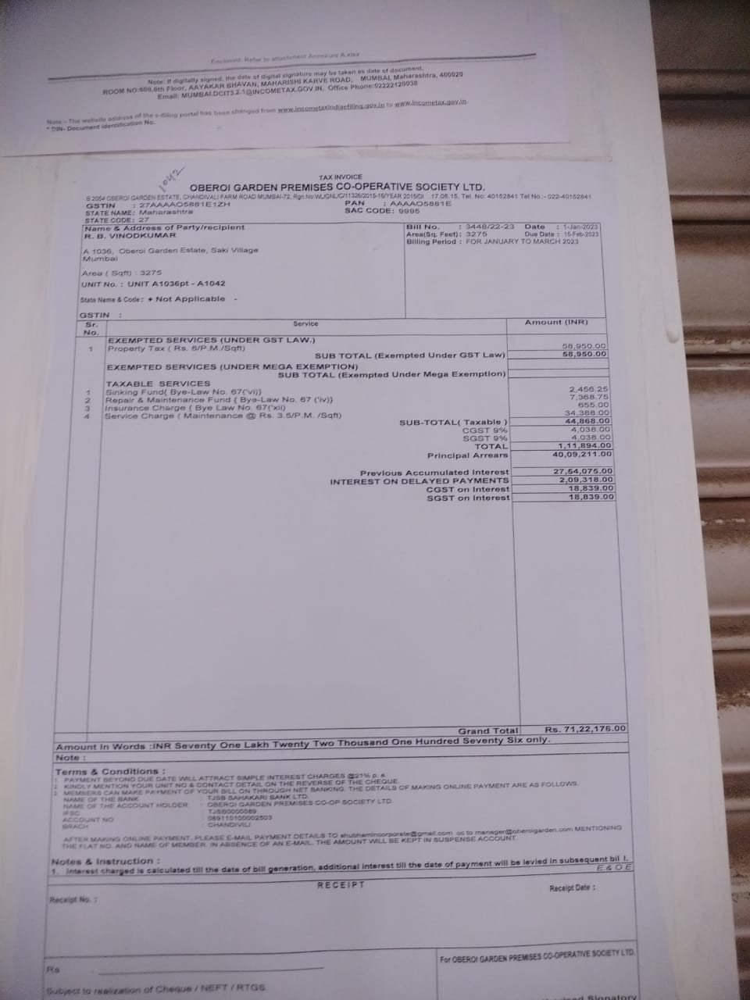 Enclosed: Refer to attachment Annexure A.xlsx
Note: If digitally signed, the date of digital signature may be taken as date of document.
ROOM NO:608,6th Floor, AAYAKAR BHAVAN, MAHARISHI KARVE ROAD, MUMBAI, Maharashtra, 400020
Email: MUMBAI.DCIT3.2.1@INCOMETAX.GOV.IN, Office Phone:02222120036
Note:- The website address of the e-filing portal has been changed from www.incometaxindiaefiling.gov.in to www.incometax.gov.in.
* DIN- Document identification No.
1042
TAX INVOICE
OBEROI GARDEN PREMISES CO-OPERATIVE SOCIETY LTD.
B 2054 OBEROI GARDEN ESTATE, CHANDIVALI FARM ROAD MUMBAI-72, Rgn.No:WL/GNL/C/11326/2015-16/YEAR 2015/Dt 17.06.15, Tel. No: 40152841 Tel No.:- 022-40152841
GSTIN : 27AAAAO5881E1ZH PAN : AAAAO5881E
STATE NAME: Maharashtra SAC CODE: 9995
STATE CODE: 27
Name & Address of Party/recipient Bill No. : 3448/22-23 Date : 1-Jan-2023
R. B. VINODKUMAR Area(Sq. Feet): 3275 Due Date : 15-Feb-2023
Billing Period : FOR JANUARY TO MARCH 2023
A 1036, Oberoi Garden Estate, Saki Village
Mumbai
Area ( Sqft) : 3275
UNIT No. : UNIT A1036pt - A1042
State Name & Code : + Not Applicable -
GSTIN :
Sr. No. Service Amount (INR)
EXEMPTED SERVICES (UNDER GST LAW.)
1 Property Tax ( Rs. 6/P.M./Sqft) 58,950.00
SUB TOTAL (Exempted Under GST Law) 58,950.00
EXEMPTED SERVICES (UNDER MEGA EXEMPTION)
SUB TOTAL (Exempted Under Mega Exemption)
TAXABLE SERVICES
1 Sinking Fund{ Bye-Law No. 67('vi)} 2,456.25
2 Repair & Maintenance Fund { Bye-Law No. 67 ('iv)} 7,368.75
3 Insurance Charge { Bye Law No. 67('xii) 655.00
4 Service Charge ( Maintenance @ Rs. 3.5/P.M. /Sqft) 34,388.00
SUB-TOTAL( Taxable ) 44,868.00
CGST 9% 4,038.00
SGST 9% 4,038.00
TOTAL 1,11,894.00
Principal Arrears 40,09,211.00
Previous Accumulated Interest 27,54,075.00
INTEREST ON DELAYED PAYMENTS 2,09,318.00
CGST on Interest 18,839.00
SGST on Interest 18,839.00
Grand Total Rs. 71,22,176.00
Amount In Words :INR Seventy One Lakh Twenty Two Thousand One Hundred Seventy Six only.
Note :
Terms & Conditions :
1 PAYMENT BEYOND DUE DATE WILL ATTRACT SIMPLE INTEREST CHARGES @21% p. a.
2 KINDLY MENTION YOUR UNIT NO & CONTACT DETAIL ON THE REVERSE OF THE CHEQUE.
3 MEMBERS CAN MAKE PAYMENT OF YOUR BILL ON THROUGH NET BANKING. THE DETAILS OF MAKING ONLINE PAYMENT ARE AS FOLLOWS.
NAME OF THE BANK : TJSB SAHAKARI BANK LTD.
NAME OF THE ACCOUNT HOLDER : OBEROI GARDEN PREMISES CO-OP SOCIETY LTD.
IFSC : TJSB0000089
ACCOUNT NO : 089110100002503
BRACH : CHANDIVILI
AFTER MAKING ONLINE PAYMENT, PLEASE E-MAIL PAYMENT DETAILS TO shubhamincorporate@gmail.com cc to manager@oberoigarden.com MENTIONING
THE FLAT NO. AND NAME OF MEMBER. IN ABSENCE OF AN E-MAIL. THE AMOUNT WILL BE KEPT IN SUSPENSE ACCOUNT.
Notes & Instruction :
1. Interest charged is calculated till the date of bill generation, additional interest till the date of payment will be levied in subsequent bil l.
E & O E
RECEIPT
Receipt No. : Receipt Date :
For OBEROI GARDEN PREMISES CO-OPERATIVE SOCIETY LTD.
Rs
Subject to realization of Cheque / NEFT / RTGS.
Signatory